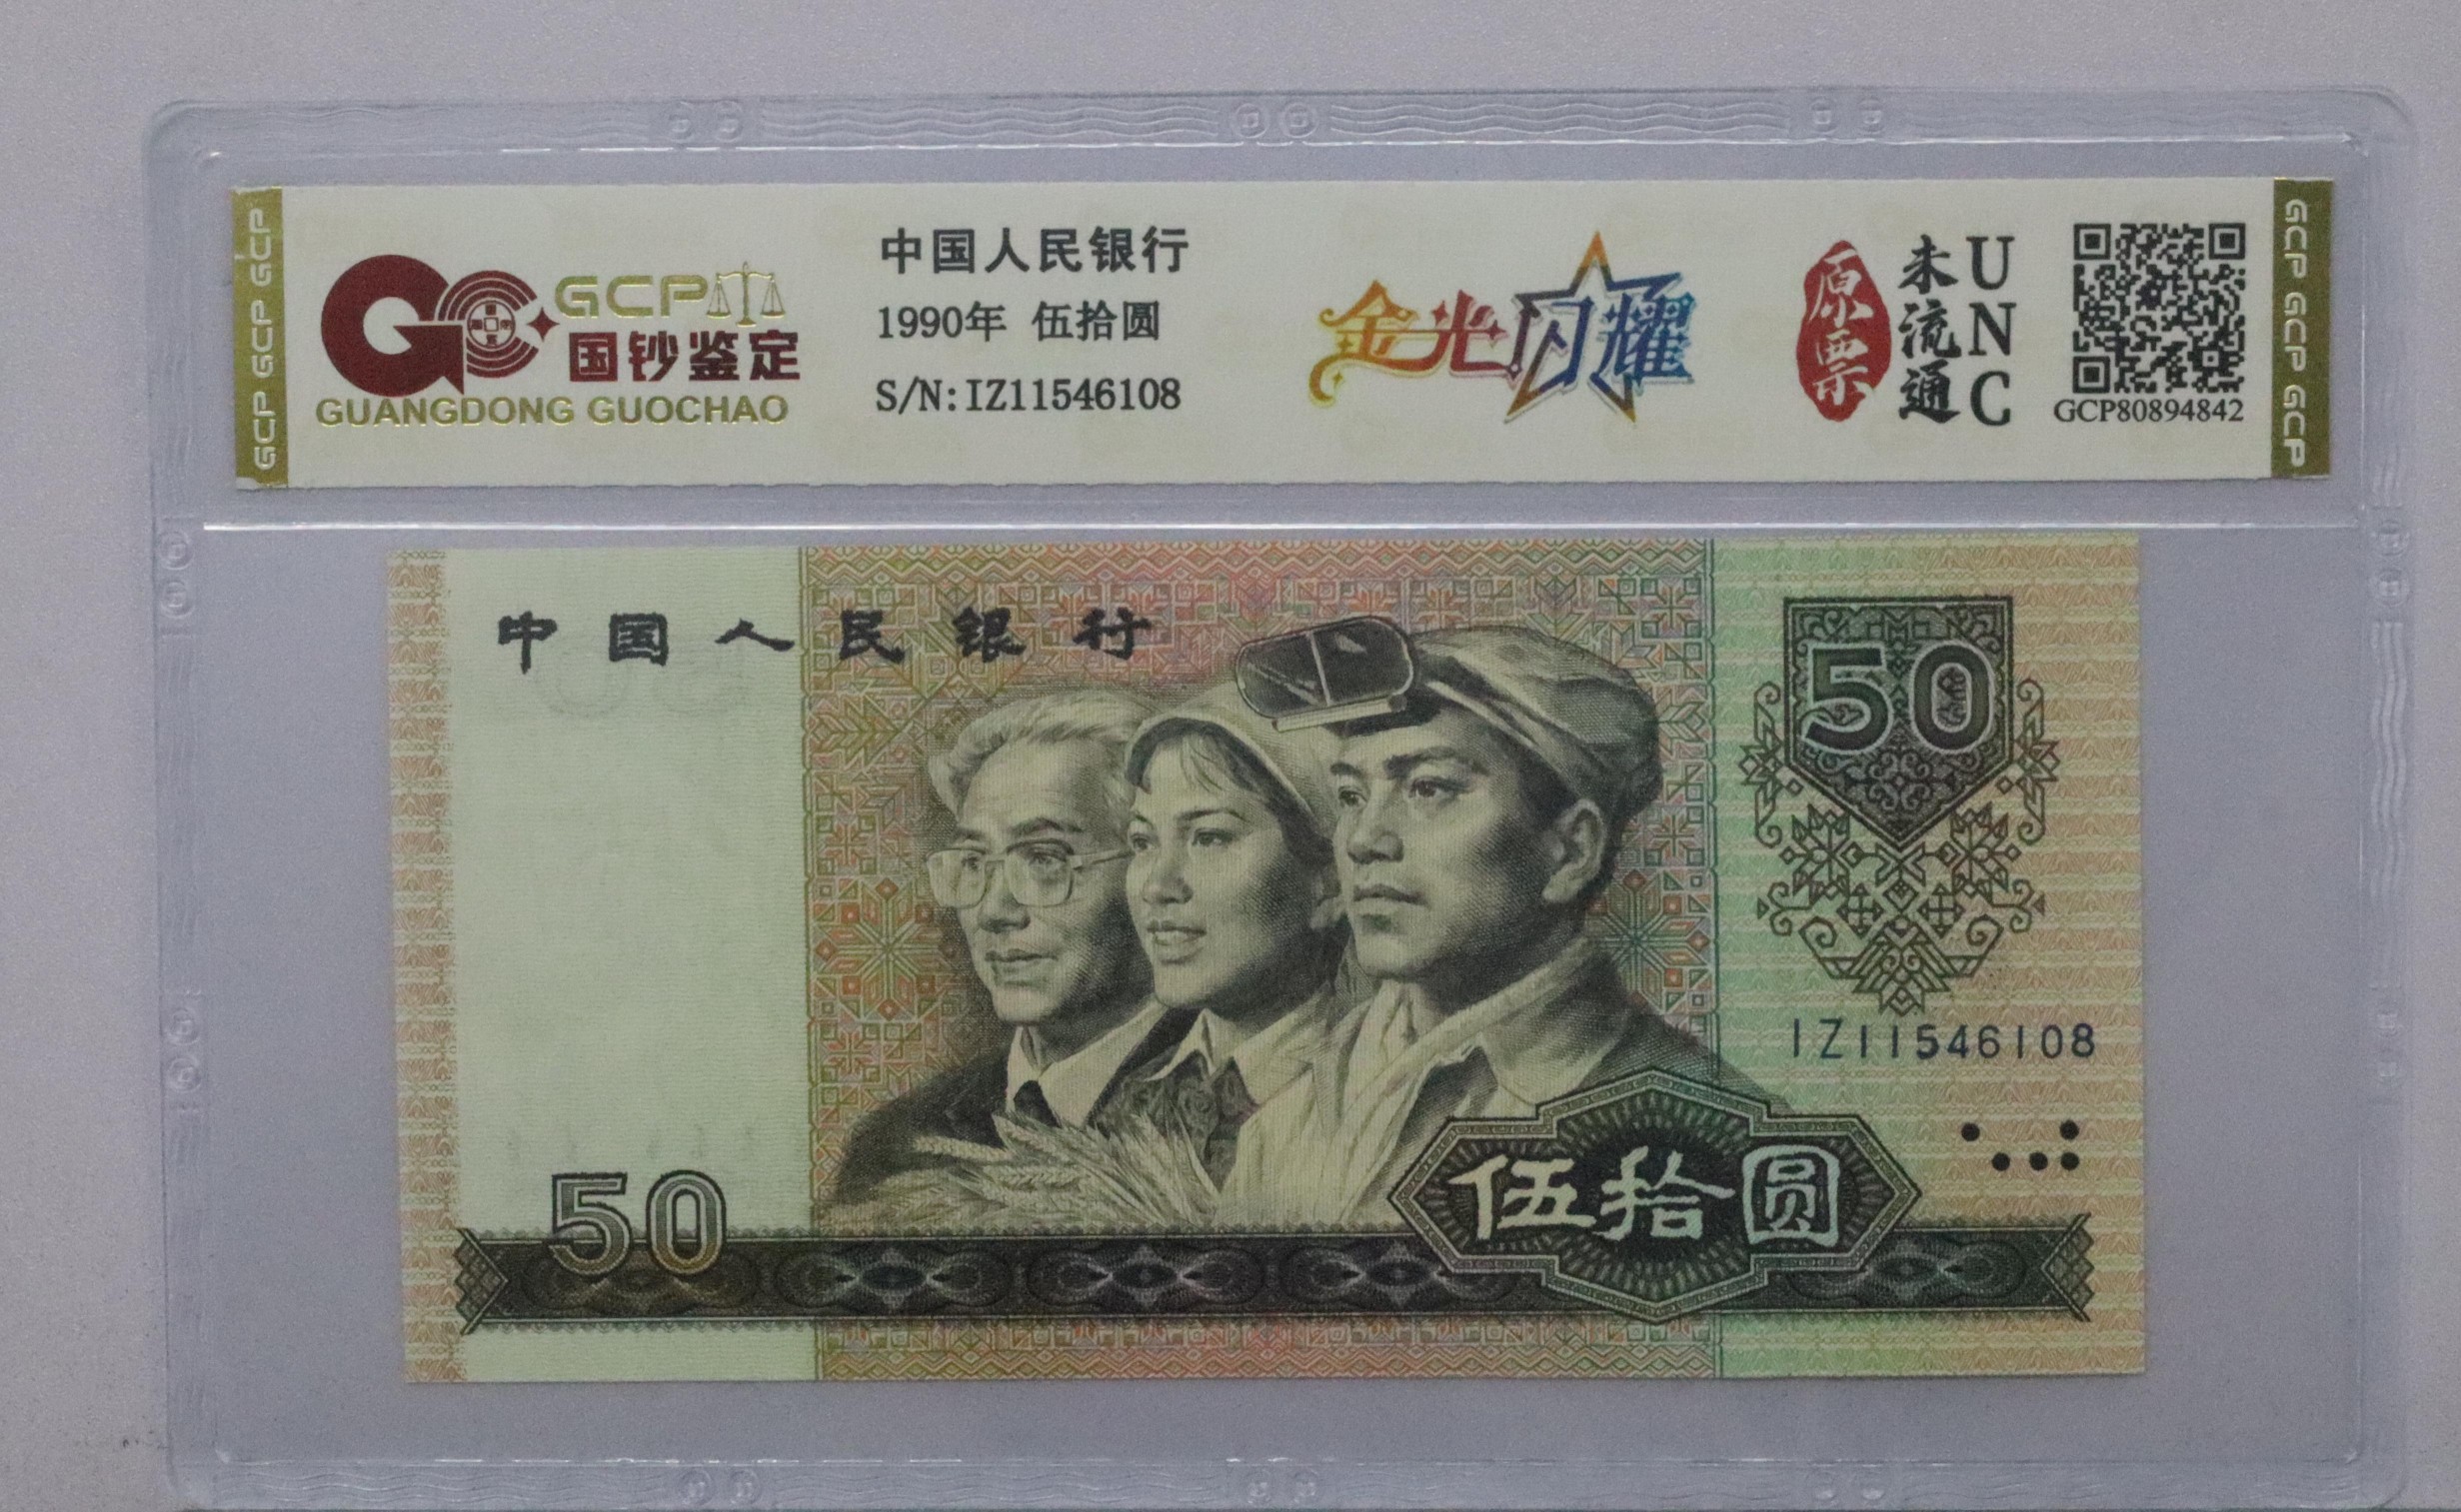 GCP GCP GCP
GCP
国钞鉴定
GUANGDONG GUOCHAO
中国人民银行
1990年 伍拾圆
S/N:IZ11546108
金光闪耀
原票
未流通
UNC
GCP80894842
GCP GCP GCP GCP
中国人民银行
50
IZ11546108
50
伍拾圆